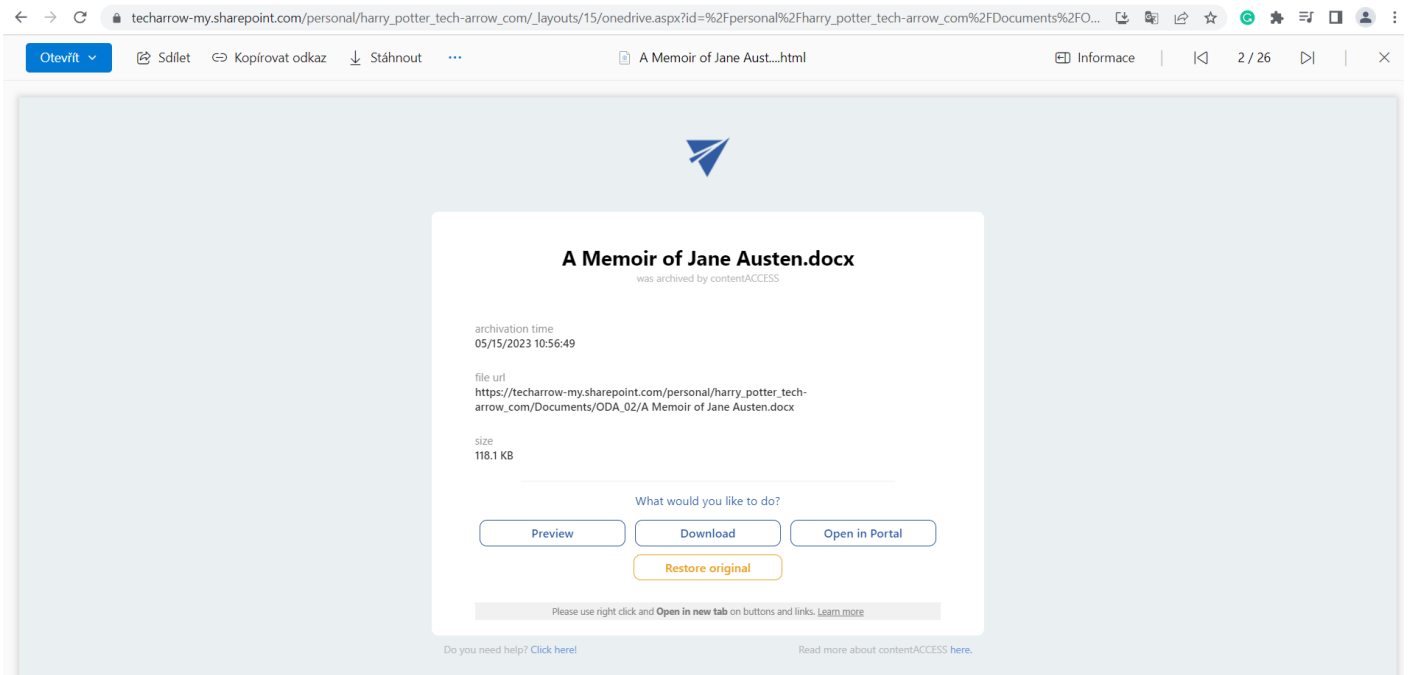 techarrow-my.sharepoint.com/personal/harry_potter_tech-arrow_com/_layouts/15/onedrive.aspx?id=%2Fpersonal%2Fharry_potter_tech-arrow_com%2FDocuments%2FO...
Otevřít Sdílet Kopírovat odkaz Stáhnout ... A Memoir of Jane Aust....html Informace 2 / 26
A Memoir of Jane Austen.docx
was archived by contentACCESS
archivation time
05/15/2023 10:56:49
file url
https://techarrow-my.sharepoint.com/personal/harry_potter_tech-
arrow_com/Documents/ODA_02/A Memoir of Jane Austen.docx
size
118.1 KB
What would you like to do?
Preview Download Open in Portal
Restore original
Please use right click and Open in new tab on buttons and links. Learn more
Do you need help? Click here! Read more about contentACCESS here.